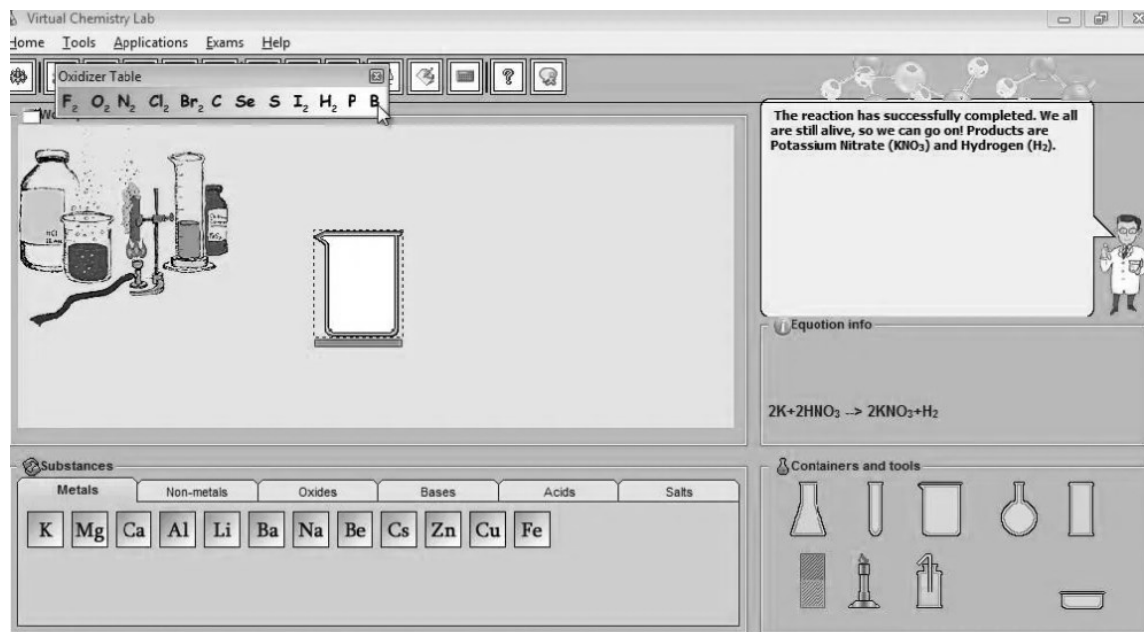 Virtual Chemistry Lab
Home Tools Applications Exams Help
Oxidizer Table
F₂ O₂ N₂ Cl₂ Br₂ C Se S I₂ H₂ P B
The reaction has successfully completed. We all
are still alive, so we can go on! Products are
Potassium Nitrate (KNO₃) and Hydrogen (H₂).
HCl
Equotion info
2K+2HNO₃ --> 2KNO₃+H₂
Substances
Metals Non-metals Oxides Bases Acids Salts
K Mg Ca Al Li Ba Na Be Cs Zn Cu Fe
Containers and tools